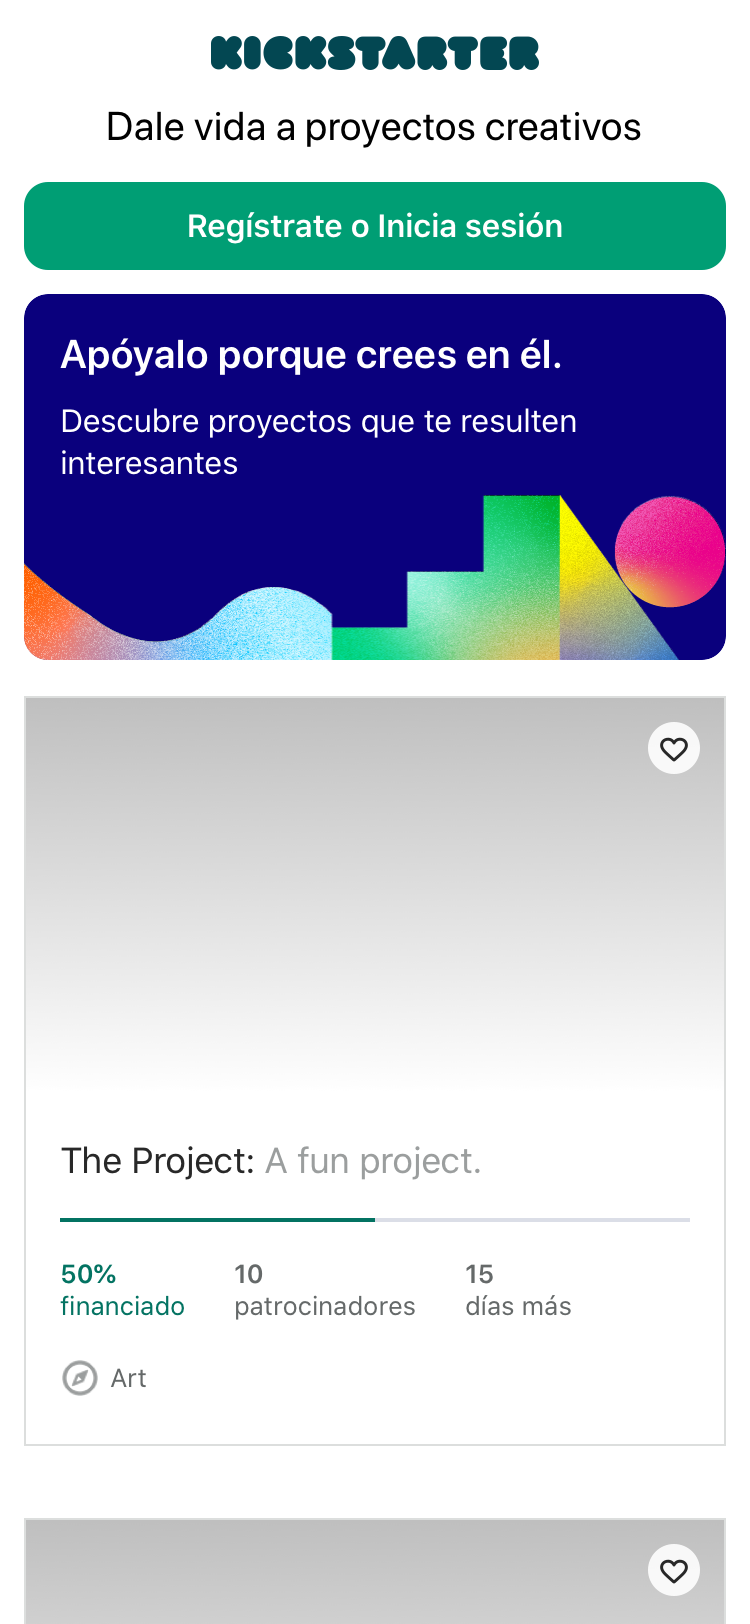 KICKSTARTER
Dale vida a proyectos creativos
Regístrate o Inicia sesión
Apóyalo porque crees en él.
Descubre proyectos que te resulten
interesantes
The Project: A fun project.
50%
financiado
10
patrocinadores
15
días más
Art